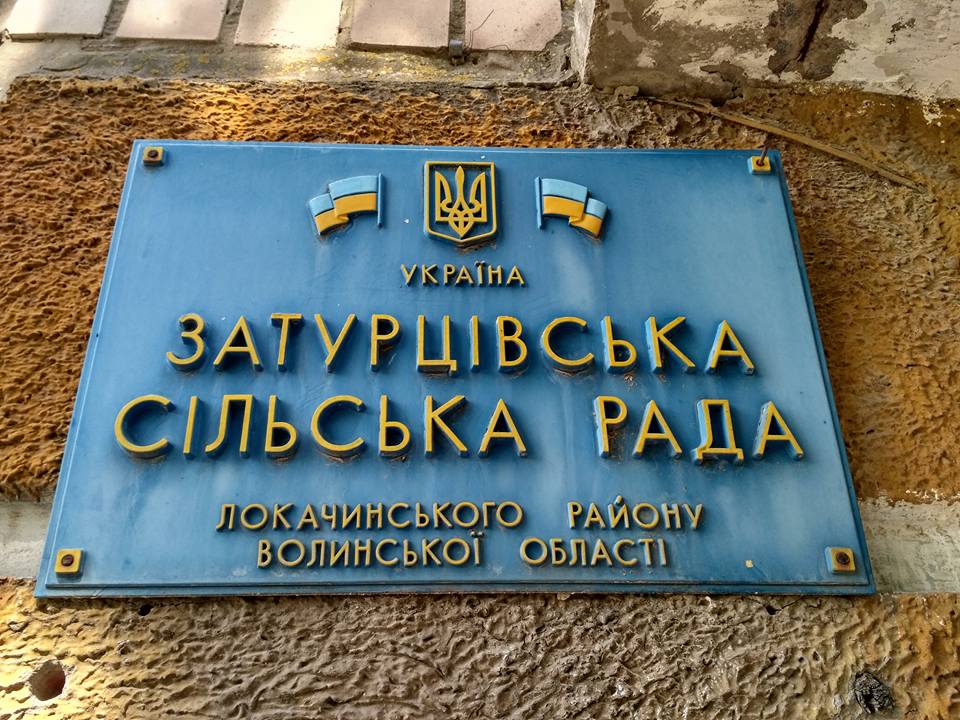 УКРАЇНА
ЗАТУРЦІВСЬКА
СІЛЬСЬКА РАДА
ЛОКАЧИНСЬКОГО РАЙОНУ
ВОЛИНСЬКОЇ ОБЛАСТІ